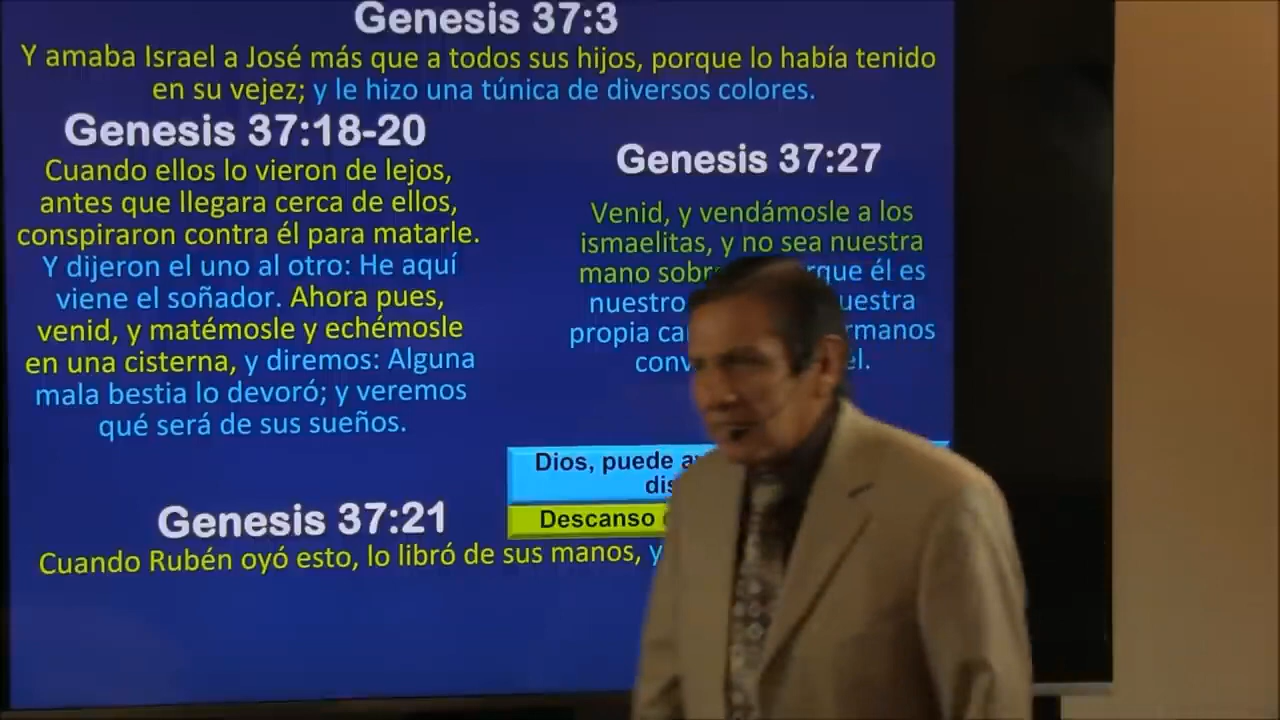 Genesis 37:3
Y amaba Israel a José más que a todos sus hijos, porque lo había tenido
en su vejez; y le hizo una túnica de diversos colores.
Genesis 37:18-20
Cuando ellos lo vieron de lejos,
antes que llegara cerca de ellos,
conspiraron contra él para matarle.
Y dijeron el uno al otro: He aquí
viene el soñador. Ahora pues,
venid, y matémosle y echémosle
en una cisterna, y diremos: Alguna
mala bestia lo devoró; y veremos
qué será de sus sueños.
Genesis 37:27
Venid, y vendámosle a los
ismaelitas, y no sea nuestra
mano él es
nuestro
propia
Dios, puede
Descanso
Genesis 37:21
Cuando Rubén oyó esto, lo libró de sus manos, y